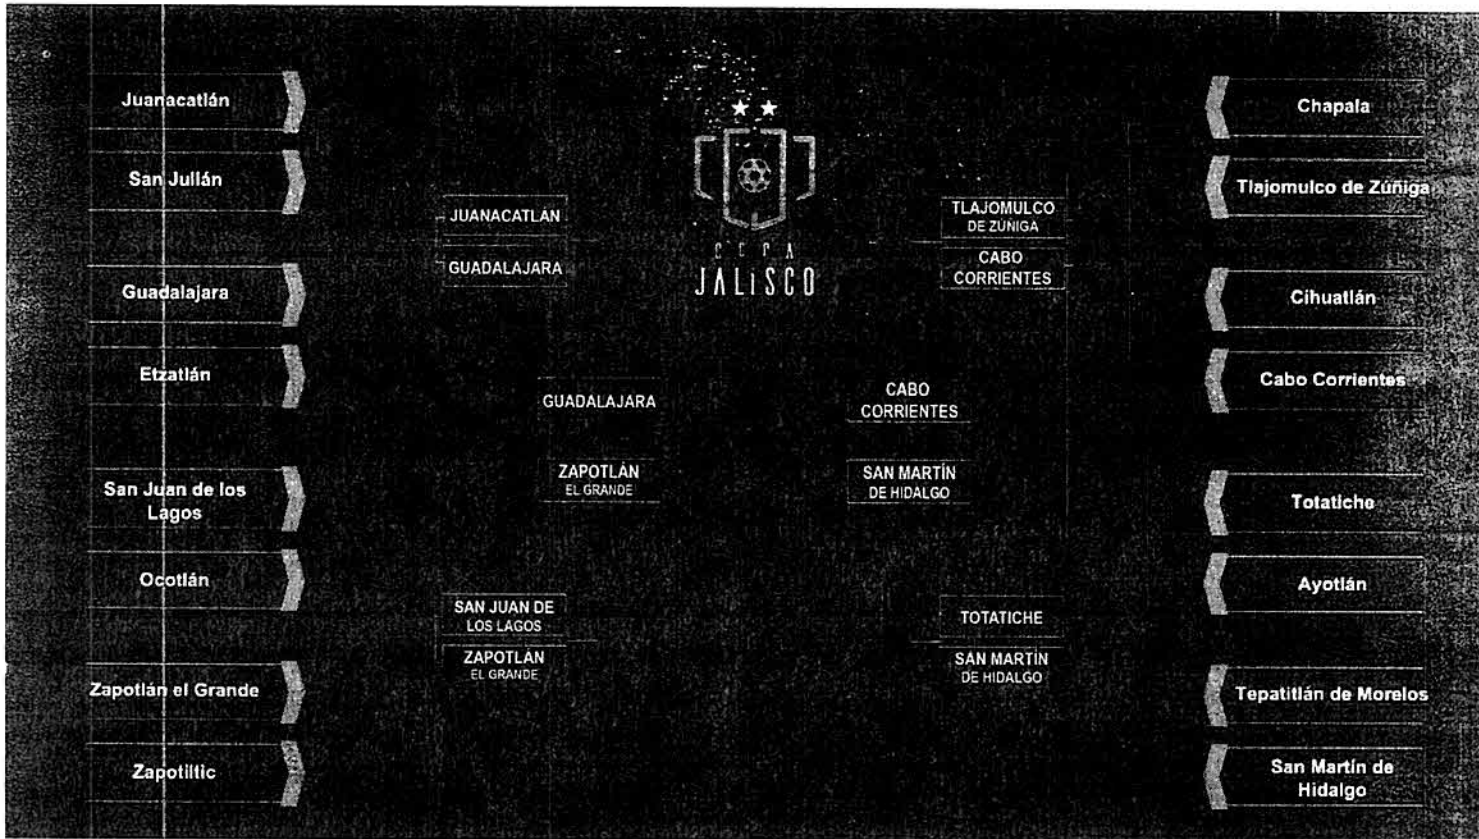 Juanacatlán
San Julián
Guadalajara
Etzatlán
San Juan de los
Lagos
Ocotlán
Zapotlán el Grande
Zapotiltic
JUANACATLÁN
GUADALAJARA
GUADALAJARA
ZAPOTLÁN
EL GRANDE
SAN JUAN DE
LOS LAGOS
ZAPOTLÁN
EL GRANDE
COPA
JALISCO
TLAJOMULCO
DE ZÚÑIGA
CABO
CORRIENTES
CABO
CORRIENTES
SAN MARTÍN
DE HIDALGO
TOTATICHE
SAN MARTÍN
DE HIDALGO
Chapala
Tlajomulco de Zúñiga
Cihuatlán
Cabo Corrientes
Totatiche
Ayotlán
Tepatitlán de Morelos
San Martín de
Hidalgo